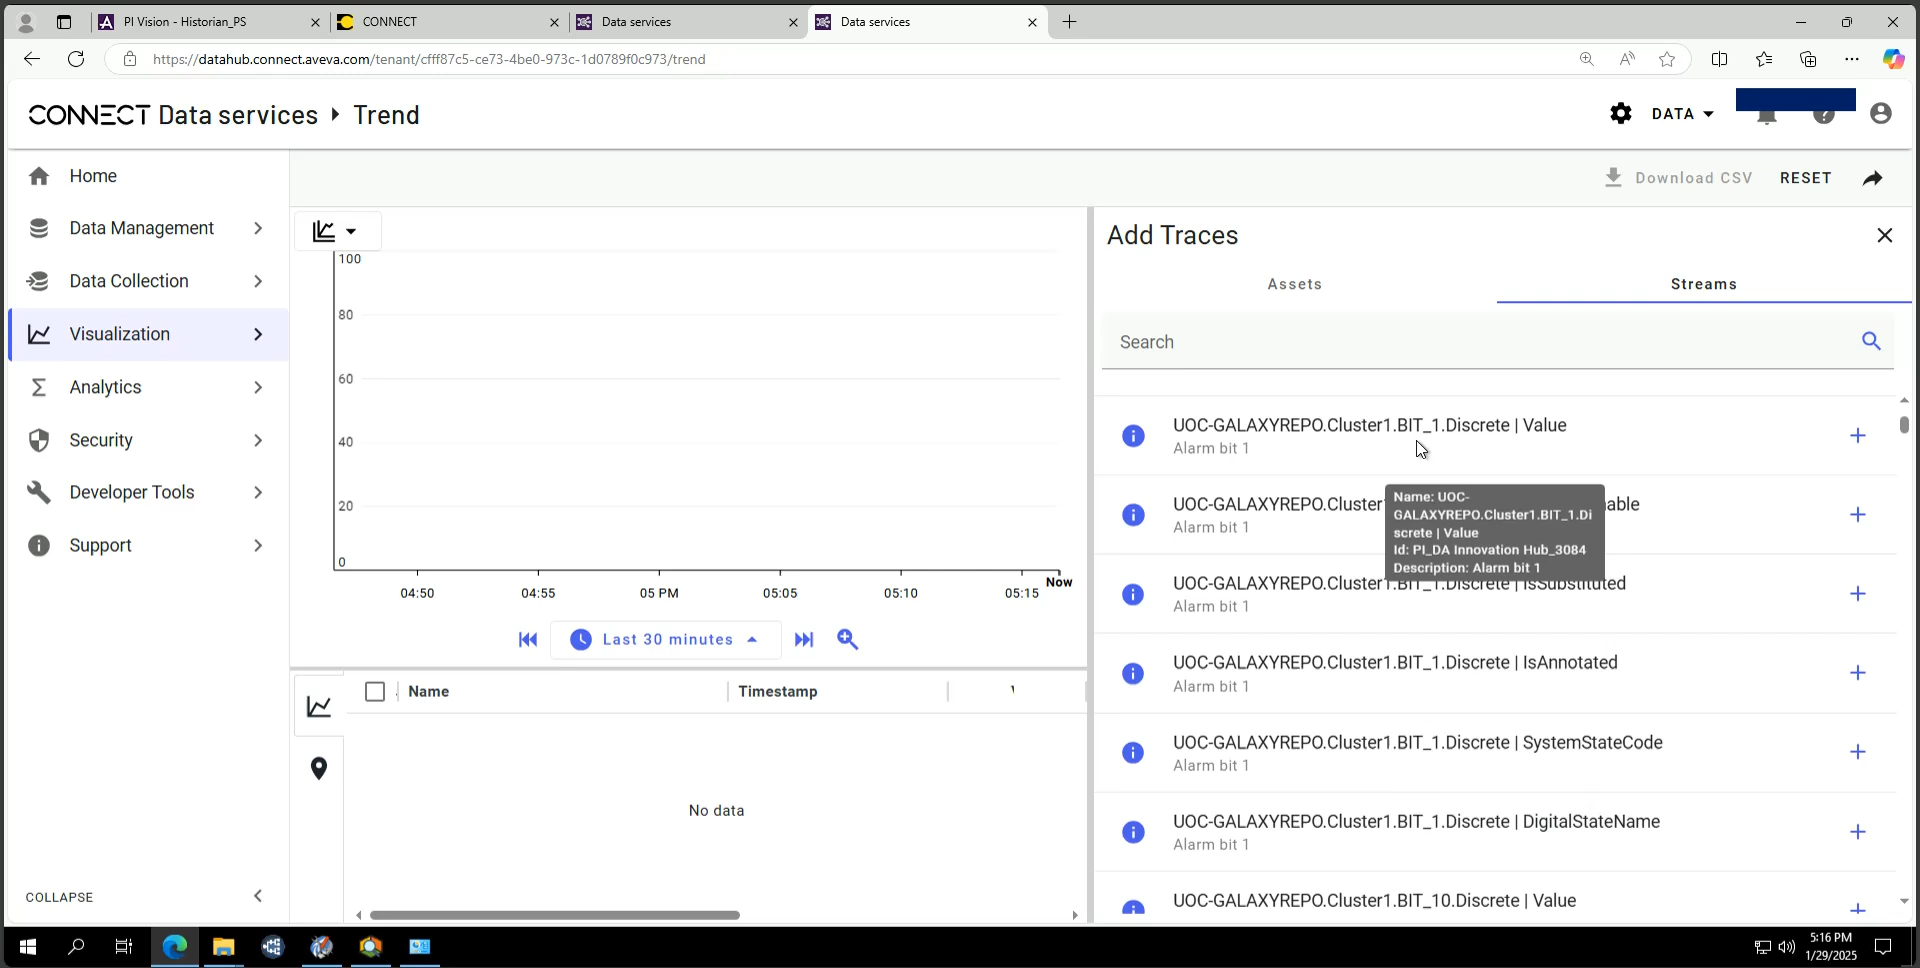 PI Vision - Historian_PS
CONNECT
Data services
Data services
https://datahub.connect.aveva.com/tenant/cfff87c5-ce73-4be0-973c-1d0789f0c973/trend
CONNECT Data services Trend
DATA
Home
Data Management
Data Collection
Visualization
Analytics
Security
Developer Tools
Support
COLLAPSE
Download CSV
RESET
100
80
60
40
20
0
04:50
04:55
05 PM
05:05
05:10
05:15
Now
Last 30 minutes
Name
Timestamp
No data
Add Traces
Assets
Streams
Search
UOC-GALAXYREPO.Cluster1.BIT_1.Discrete | Value
Alarm bit 1
UOC-GALAXYREPO.Cluster
Alarm bit 1
Name: UOC-
GALAXYREPO.Cluster1.BIT_1.Di
screte | Value
Id: PI_DA Innovation Hub_3084
Description: Alarm bit 1
UOC-GALAXYREPO.Cluster1.BIT_1.Discrete | IsSubstituted
Alarm bit 1
UOC-GALAXYREPO.Cluster1.BIT_1.Discrete | IsAnnotated
Alarm bit 1
UOC-GALAXYREPO.Cluster1.BIT_1.Discrete | SystemStateCode
Alarm bit 1
UOC-GALAXYREPO.Cluster1.BIT_1.Discrete | DigitalStateName
Alarm bit 1
UOC-GALAXYREPO.Cluster1.BIT_10.Discrete | Value
5:16 PM
1/29/2025